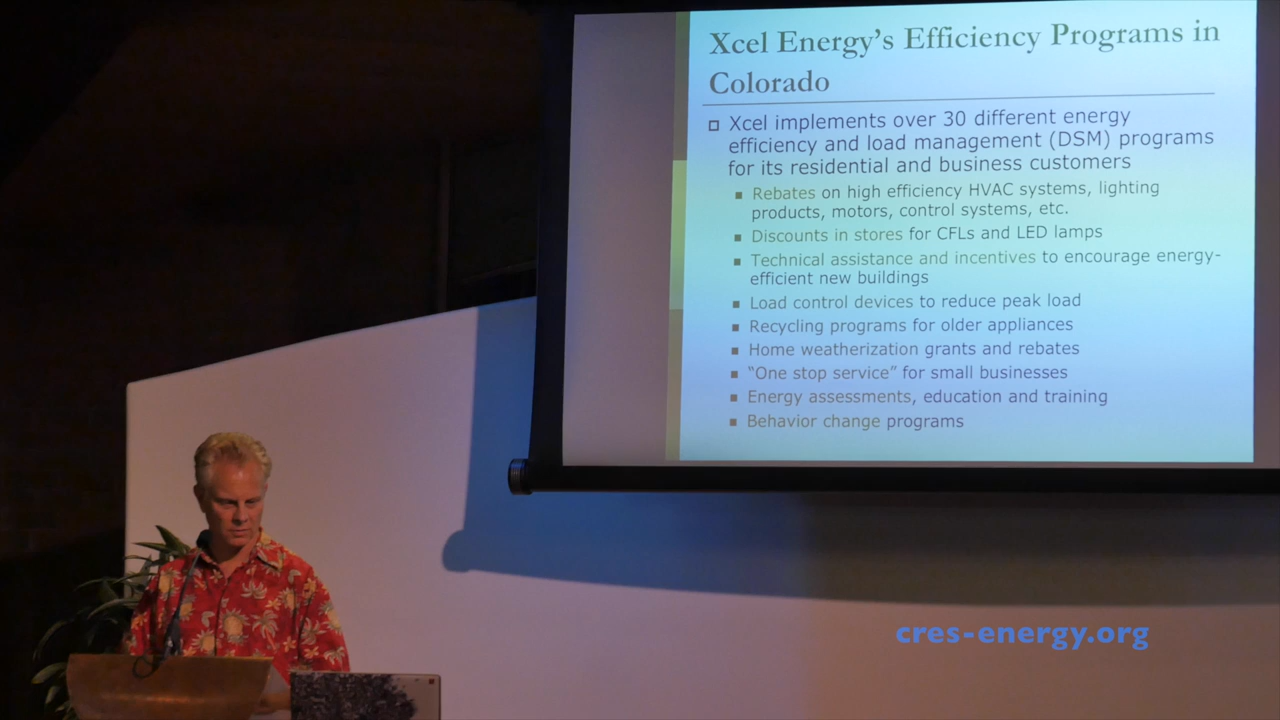 Xcel Energy's Efficiency Programs in
Colorado
Xcel implements over 30 different energy
efficiency and load management (DSM) programs
for its residential and business customers
Rebates on high efficiency HVAC systems, lighting
products, motors, control systems, etc.
Discounts in stores for CFLs and LED lamps
Technical assistance and incentives to encourage energy-
efficient new buildings
Load control devices to reduce peak load
Recycling programs for older appliances
Home weatherization grants and rebates
"One stop service" for small businesses
Energy assessments, education and training
Behavior change programs
cres-energy.org